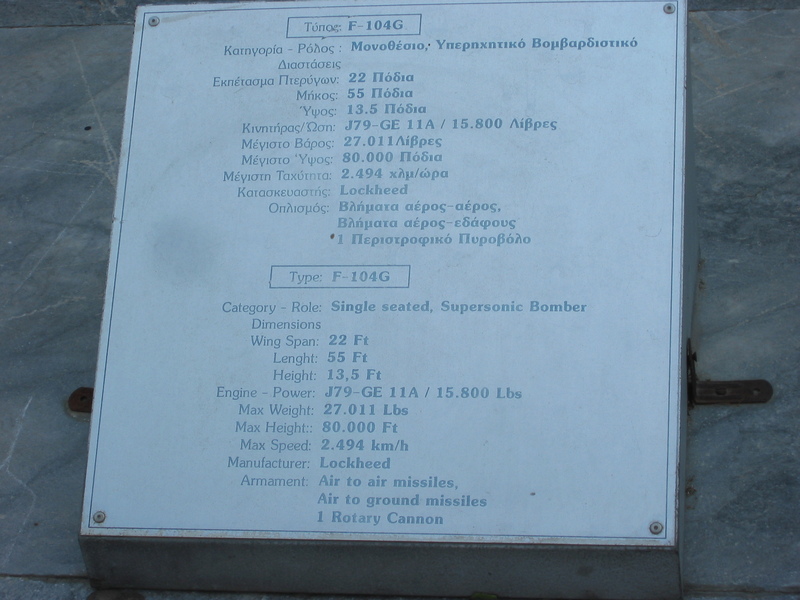 Τύπος: F-104G
Κατηγορία - Ρόλος : Μονοθέσιο, Υπερηχητικό Βομβαρδιστικό
Διαστάσεις
Εκπέτασμα Πτερύγων: 22 Πόδια
Μήκος: 55 Πόδια
Ύψος: 13.5 Πόδια
Κινητήρας/Ώση: J79-GE 11A / 15.800 Λίβρες
Μέγιστο Βάρος: 27.011Λίβρες
Μέγιστο Ύψος: 80.000 Πόδια
Μέγιστη Ταχύτητα: 2.494 χλμ/ώρα
Κατασκευαστής: Lockheed
Οπλισμός: Βλήματα αέρος-αέρος,
Βλήματα αέρος-εδάφους
1 Περιστροφικό Πυροβόλο
Type: F-104G
Category - Role: Single seated, Supersonic Bomber
Dimensions
Wing Span: 22 Ft
Lenght: 55 Ft
Height: 13,5 Ft
Engine - Power: J79-GE 11A / 15.800 Lbs
Max Weight: 27.011 Lbs
Max Height:: 80.000 Ft
Max Speed: 2.494 km/h
Manufacturer: Lockheed
Armament: Air to air missiles,
Air to ground missiles
1 Rotary Cannon